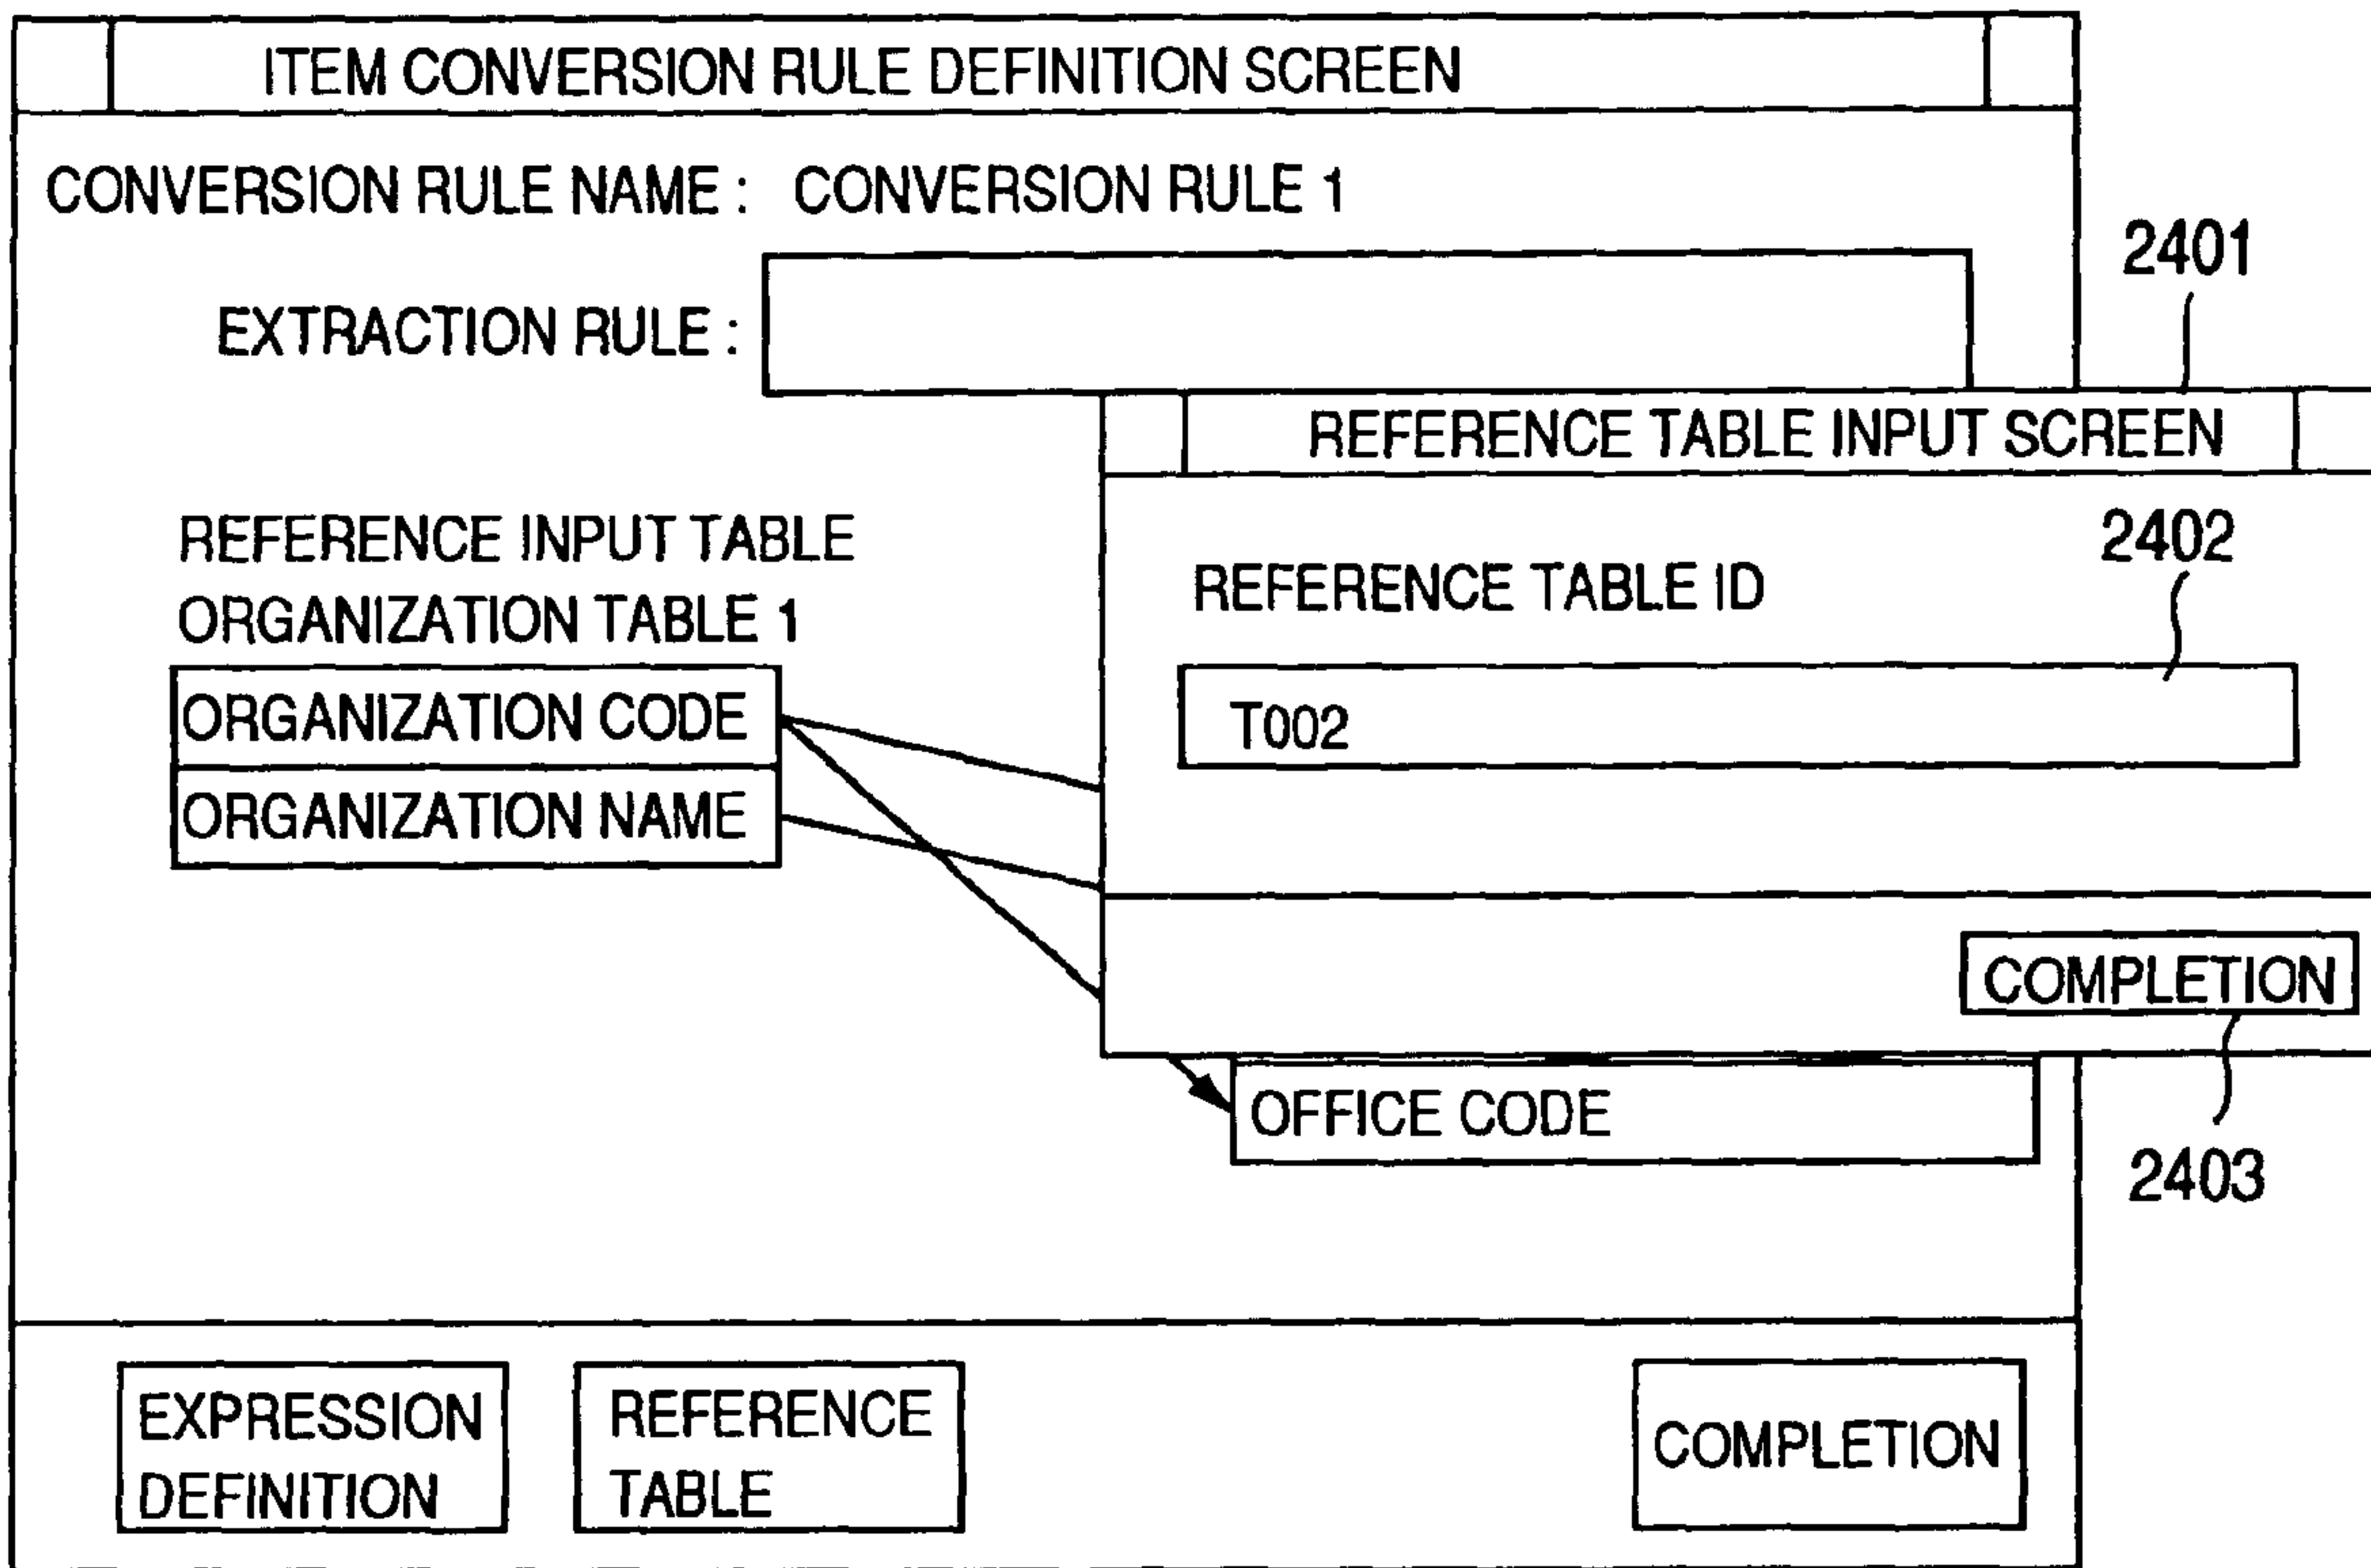 ITEM CONVERSION RULE DEFINITION SCREEN
CONVERSION RULE NAME : CONVERSION RULE 1
2401
EXTRACTION RULE :
REFERENCE TABLE INPUT SCREEN
REFERENCE INPUT TABLE
ORGANIZATION TABLE 1
ORGANIZATION CODE
ORGANIZATION NAME
2402
REFERENCE TABLE ID
T002
COMPLETION
OFFICE CODE
2403
EXPRESSION
DEFINITION
REFERENCE
TABLE
COMPLETION